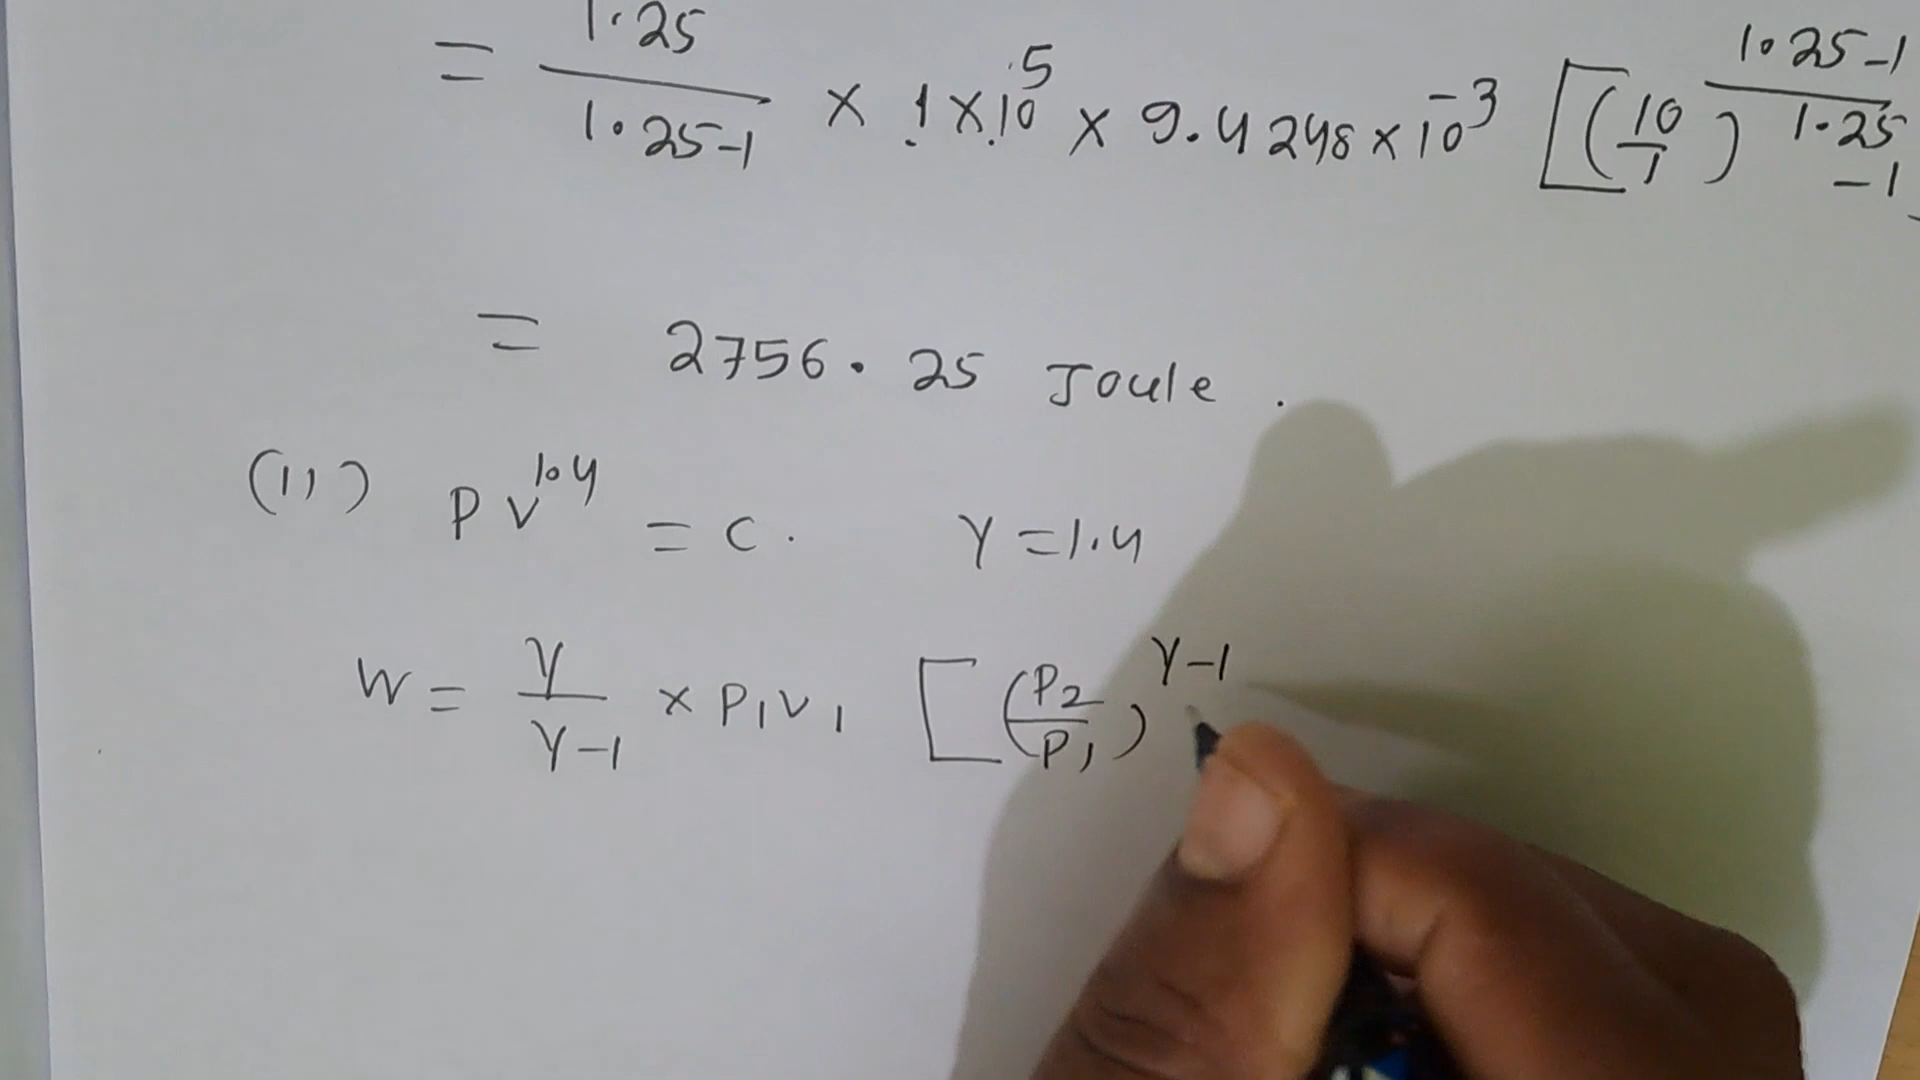 = 1.25 / 1.25-1 × 1×10^5 × 9.4248×10^-3 [(10/1)^(1.25-1 / 1.25) -1
= 2756.25 Joule.
(11) PV^1.4 = C. γ = 1.4
W = γ / γ-1 × P1V1 [(P2/P1)^γ-1